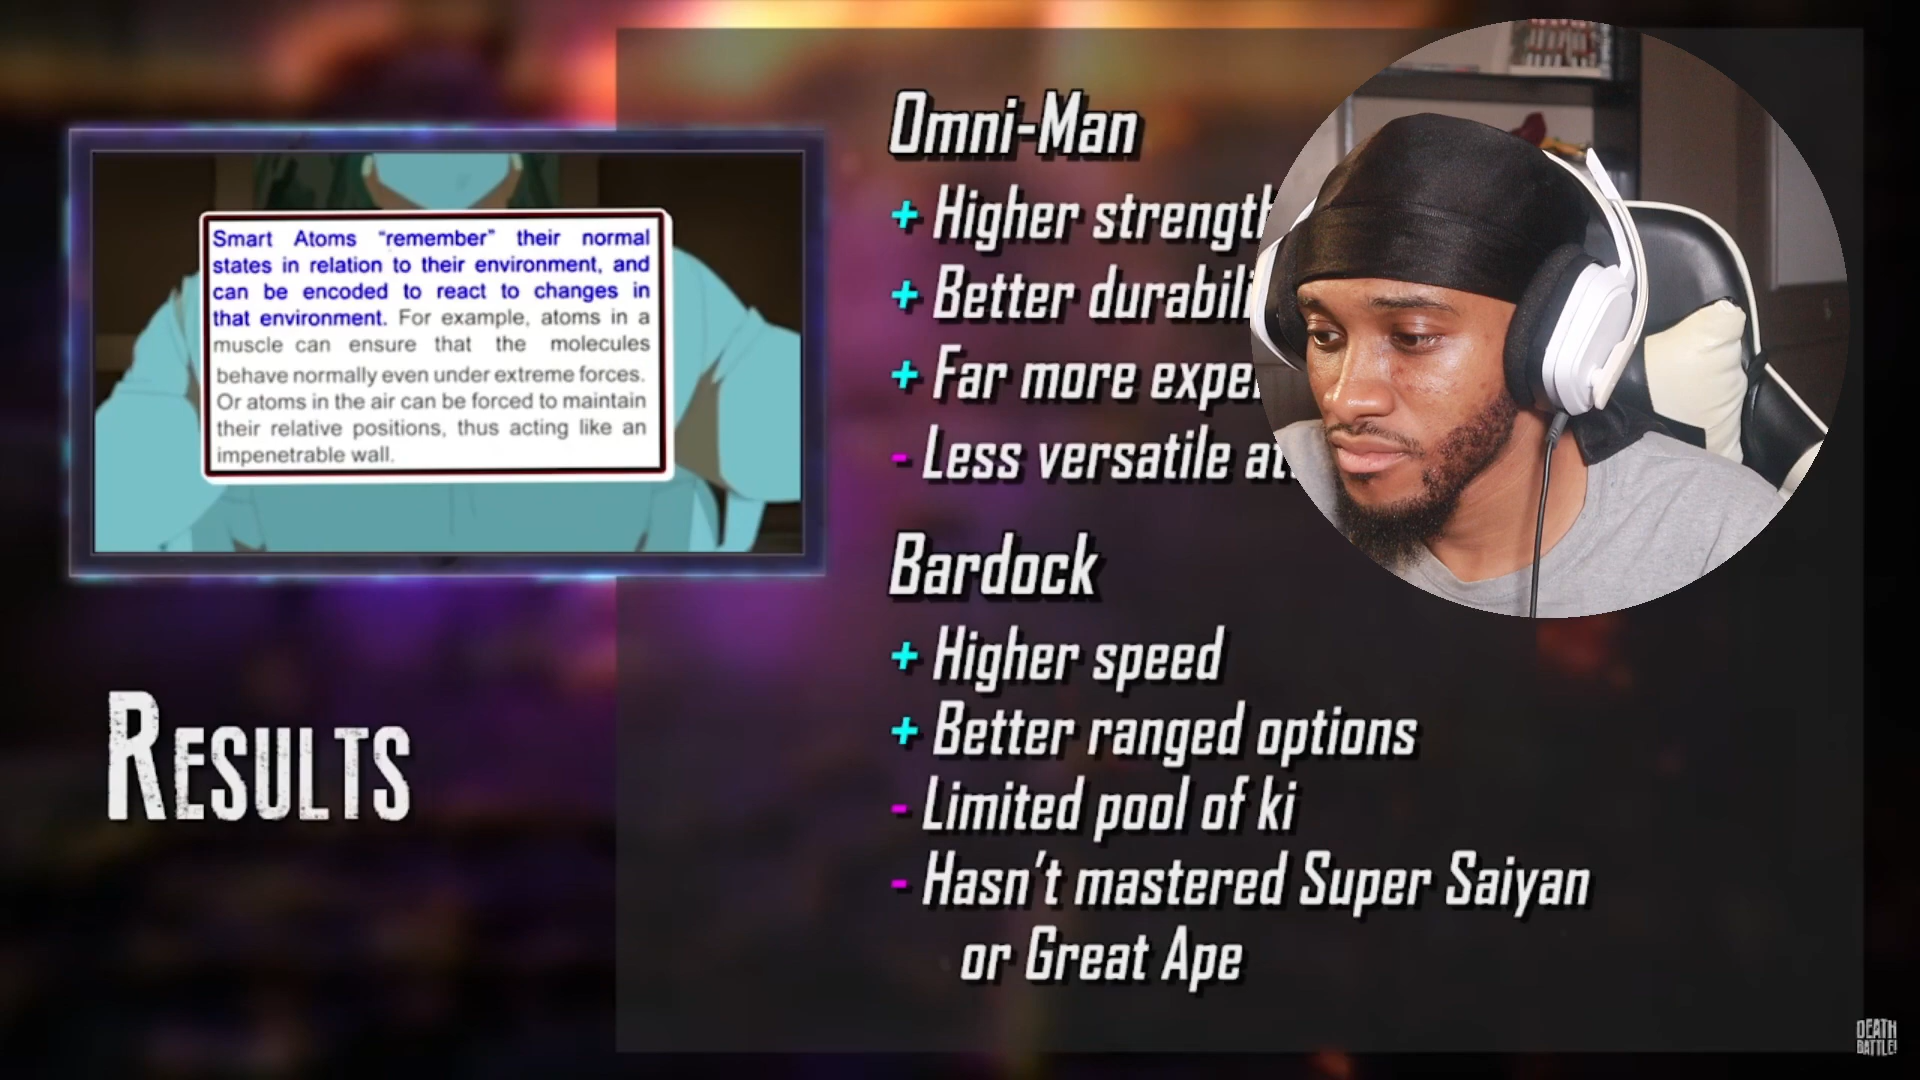 Omni-Man
+ Higher strength
+ Better
+ Far more
- Less versatile
Smart Atoms "remember" their normal
states in relation to their environment, and
can be encoded to react to changes in
that environment. For example, atoms in a
muscle can ensure that the molecules
behave normally even under extreme forces.
Or atoms in the air can be forced to maintain
their relative positions, thus acting like an
impenetrable wall.
Bardock
+ Higher speed
+ Better ranged options
- Limited pool of ki
- Hasn't mastered Super Saiyan
or Great Ape
RESULTS
DEATH
BATTLE!